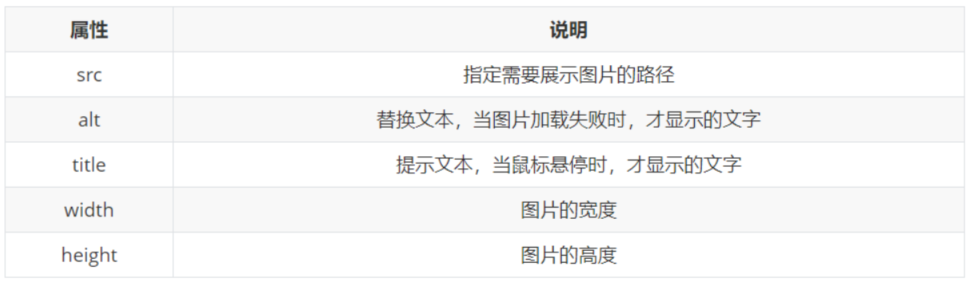 属性 说明
src 指定需要展示图片的路径
alt 替换文本，当图片加载失败时，才显示的文字
title 提示文本，当鼠标悬停时，才显示的文字
width 图片的宽度
height 图片的高度